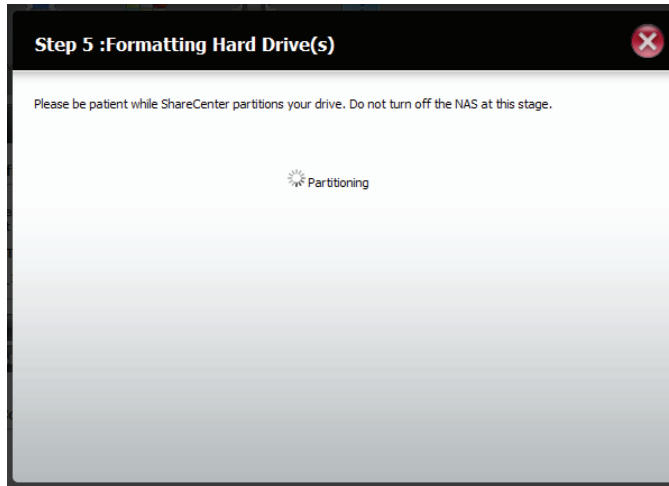 Step 5 :Formatting Hard Drive(s)
Please be patient while ShareCenter partitions your drive. Do not turn off the NAS at this stage.
Partitioning